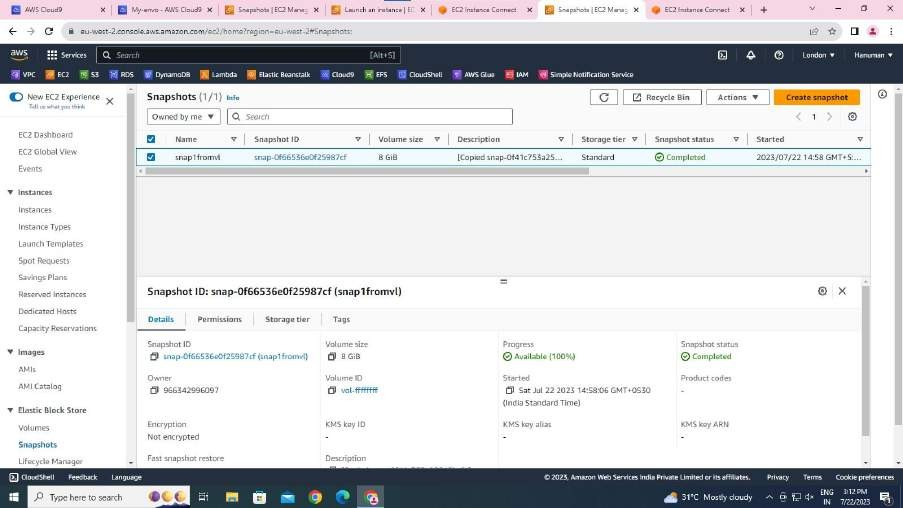 AWS Cloud9
My-envo - AWS Cloud9
Snapshots | EC2 Manag
Launch an instance | EC
EC2 Instance Connect
Snapshots | EC2 Manag
EC2 Instance Connect
eu-west-2.console.aws.amazon.com/ec2/home?region=eu-west-2#Snapshots:
aws
Services
Search
[Alt+S]
London
Hanuman
VPC
EC2
S3
RDS
DynamoDB
Lambda
Elastic Beanstalk
Cloud9
EFS
CloudShell
AWS Glue
IAM
Simple Notification Service
New EC2 Experience
Tell us what you think
EC2 Dashboard
EC2 Global View
Events
Instances
Instances
Instance Types
Launch Templates
Spot Requests
Savings Plans
Reserved Instances
Dedicated Hosts
Capacity Reservations
Images
AMIs
AMI Catalog
Elastic Block Store
Volumes
Snapshots
Lifecycle Manager
Snapshots (1/1) Info
Recycle Bin
Actions
Create snapshot
Owned by me
Search
1
Name
Snapshot ID
Volume size
Description
Storage tier
Snapshot status
Started
snap1fromvl
snap-0f66536e0f25987cf
8 GiB
[Copied snap-0f41c753a25...
Standard
Completed
2023/07/22 14:58 GMT+5:...
Snapshot ID: snap-0f66536e0f25987cf (snap1fromvl)
Details
Permissions
Storage tier
Tags
Snapshot ID
snap-0f66536e0f25987cf (snap1fromvl)
Volume size
8 GiB
Progress
Available (100%)
Snapshot status
Completed
Owner
966342996097
Volume ID
vol-ffffffff
Started
Sat Jul 22 2023 14:58:06 GMT+0530
(India Standard Time)
Product codes
-
Encryption
Not encrypted
KMS key ID
-
KMS key alias
-
KMS key ARN
-
Fast snapshot restore
Description
CloudShell
Feedback
Language
© 2023, Amazon Web Services India Private Limited or its affiliates.
Privacy
Terms
Cookie preferences
Type here to search
31°C Mostly cloudy
ENG
IN
3:12 PM
7/22/2023